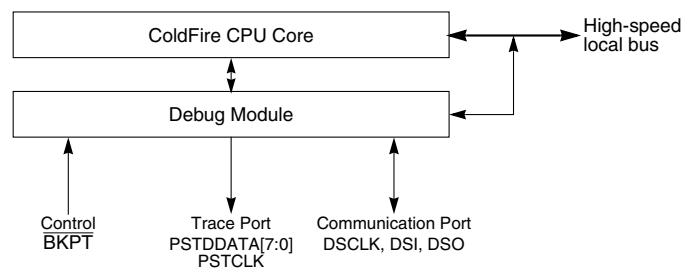 ColdFire CPU Core
High-speed
local bus
Debug Module
Control
BKPT
Trace Port
PSTDDATA[7:0]
PSTCLK
Communication Port
DSCLK, DSI, DSO